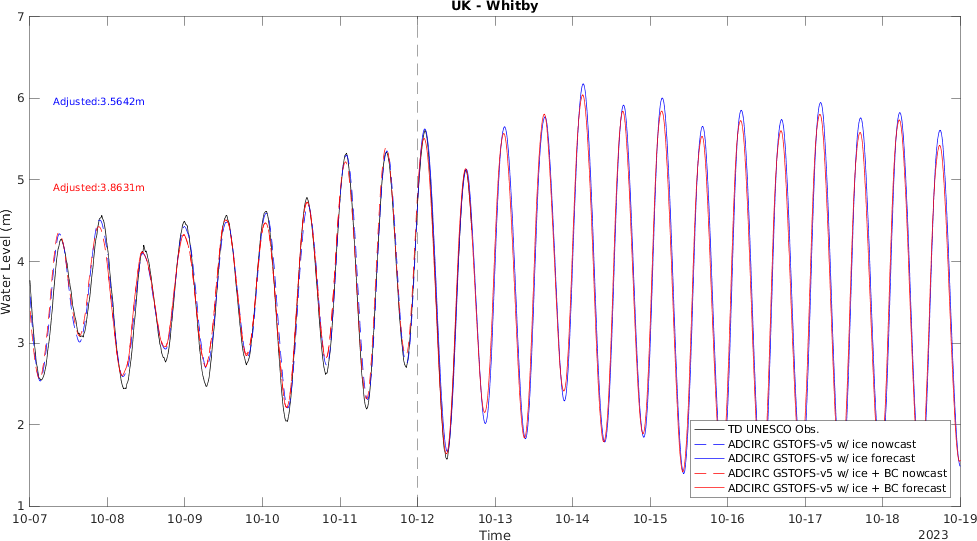 UK - Whitby
7
6
5
4
3
2
1
Water Level (m)
Adjusted:3.5642m
Adjusted:3.8631m
TD UNESCO Obs.
ADCIRC GSTOFS-v5 w/ ice nowcast
ADCIRC GSTOFS-v5 w/ ice forecast
ADCIRC GSTOFS-v5 w/ ice + BC nowcast
ADCIRC GSTOFS-v5 w/ ice + BC forecast
10-07 10-08 10-09 10-10 10-11 10-12 10-13 10-14 10-15 10-16 10-17 10-18 10-19
Time
2023